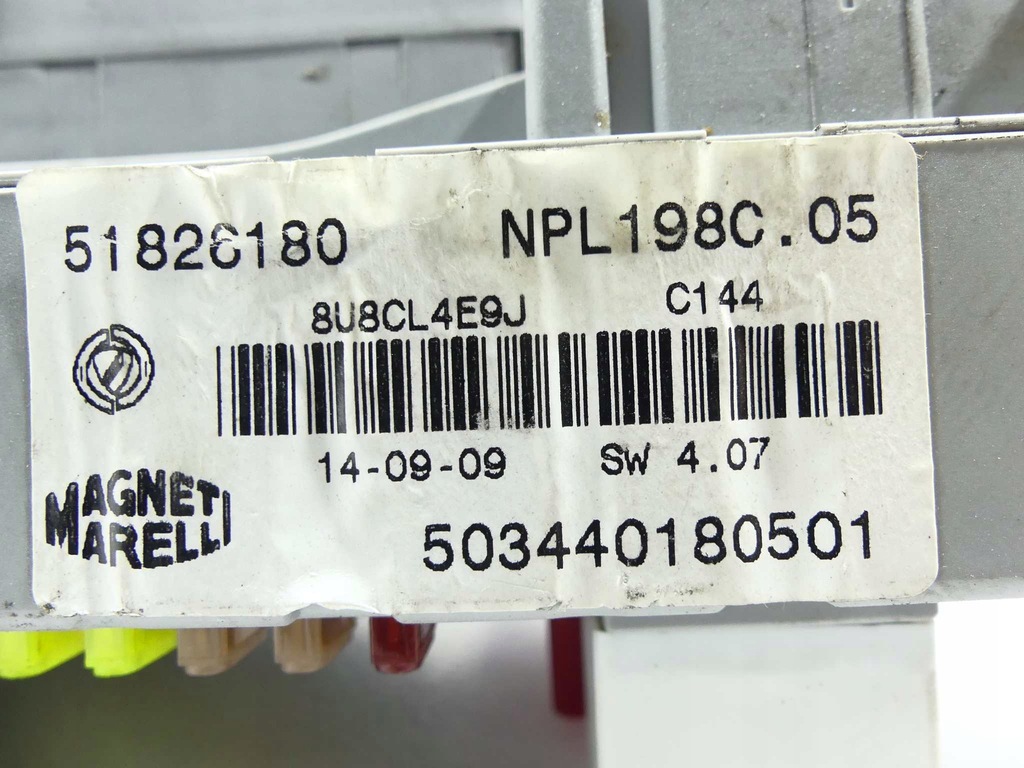 51826180 NPL198C.05
8U8CL4E9J C144
14-09-09 SW 4.07
MAGNETI
MARELLI
503440180501